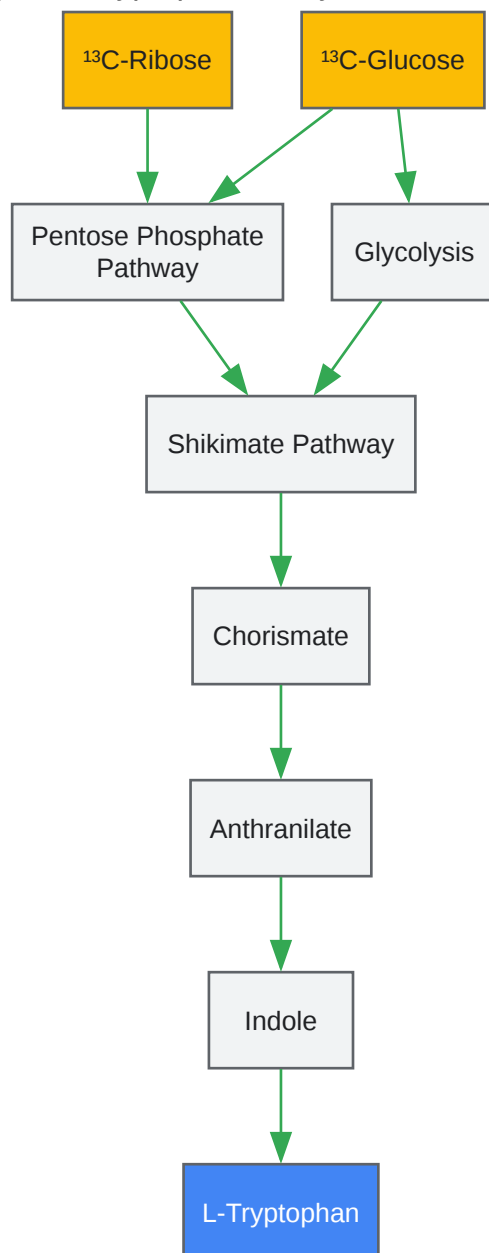 ¹³C-Ribose
¹³C-Glucose
Pentose Phosphate
Pathway
Glycolysis
Shikimate Pathway
Chorismate
Anthranilate
Indole
L-Tryptophan